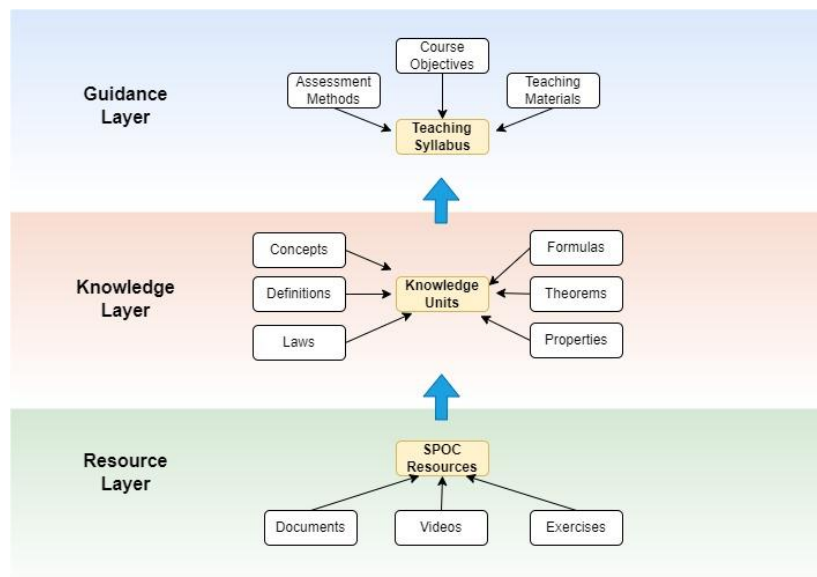 Guidance
Layer
Course
Objectives
Assessment
Methods
Teaching
Materials
Teaching
Syllabus
Knowledge
Layer
Concepts
Definitions
Laws
Knowledge
Units
Formulas
Theorems
Properties
Resource
Layer
SPOC
Resources
Documents
Videos
Exercises